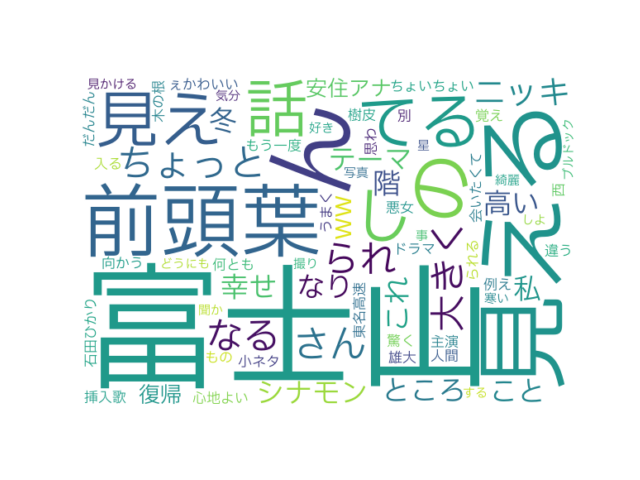 見かける
ぇかわいい
気分
安住アナ
ちょいちょい
ニッキ
だんだん
木の根
見え
冬
話
ん
てる
樹皮
別
覚え
好き
思わ
星
もう一度
入る
ちょっと
テーマ
写真
階
の
し
会いたくて
ブルドック
西
綺麗
前頭葉
うまく
ww
悪女
高い
見える
事
しよ
られ
ドラマ
大きく
られる
違う
向かう
どうにも
何とも
撮り
富士山
なり
これ
私
例え
寒い
石田ひかり
聞か
幸せ
東名高速
なる
さん
驚く
主演
もの
小ネタ
雄大
人間
挿入歌
復帰
心地よい
シナモン
ところ
する
こと